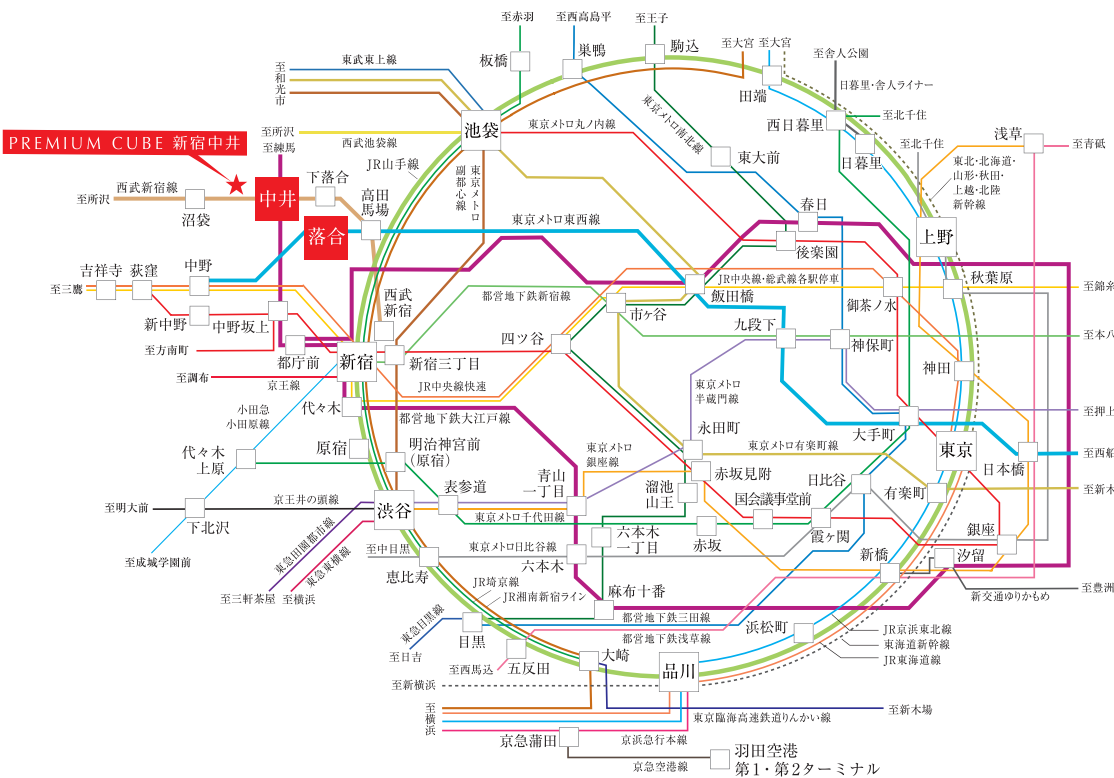 至赤羽
至西高島平
至王子
至大宮
至大宮
至舎人公園
日暮里・舎人ライナー
板橋
巣鴨
駒込
田端
西日暮里
日暮里
至北千住
至北千住
浅草
至青砥
東北・北海道・
山形・秋田・
上越・北陸
新幹線
至
和
光
市
東武東上線
池袋
東京メトロ丸ノ内線
東京メトロ南北線
東大前
至所沢
西武池袋線
至練馬
PREMIUM CUBE 新宿中井
JR山手線
東京メトロ
副都心線
西武新宿線
至所沢
沼袋
中井
下落合
高田
馬場
落合
東京メトロ東西線
春日
後楽園
上野
吉祥寺
荻窪
中野
至三鷹
新中野
中野坂上
西武
新宿
都営地下鉄新宿線
市ヶ谷
飯田橋
JR中央線・総武線各駅停車
御茶ノ水
秋葉原
至錦糸
九段下
神保町
至本八
至方南町
都庁前
新宿
新宿三丁目
四ツ谷
神田
至調布
京王線
JR中央線快速
東京メトロ
半蔵門線
小田急
小田原線
代々木
都営地下鉄大江戸線
至押上
大手町
永田町
原宿
明治神宮前
(原宿)
代々木
上原
東京メトロ
銀座線
東京メトロ有楽町線
東京
日本橋
至西船
青山
一丁目
赤坂見附
溜池
山王
国会議事堂前
日比谷
有楽町
至新木
表参道
京王井の頭線
至明大前
下北沢
渋谷
東京メトロ千代田線
赤坂
霞ヶ関
銀座
東急田園都市線
東急東横線
至中目黒
恵比寿
東京メトロ日比谷線
六本木
六本木
一丁目
新橋
汐留
至成城学園前
至三軒茶屋
至横浜
JR埼京線
JR湘南新宿ライン
麻布十番
新交通ゆりかもめ
至豊洲
東急目黒線
目黒
都営地下鉄三田線
都営地下鉄浅草線
浜松町
JR京浜東北線
東海道新幹線
JR東海道線
至日吉
至西馬込
五反田
大崎
品川
至新横浜
至
横
浜
至新木場
東京臨海高速鉄道りんかい線
京急蒲田
京浜急行本線
京急空港線
羽田空港
第1・第2ターミナル